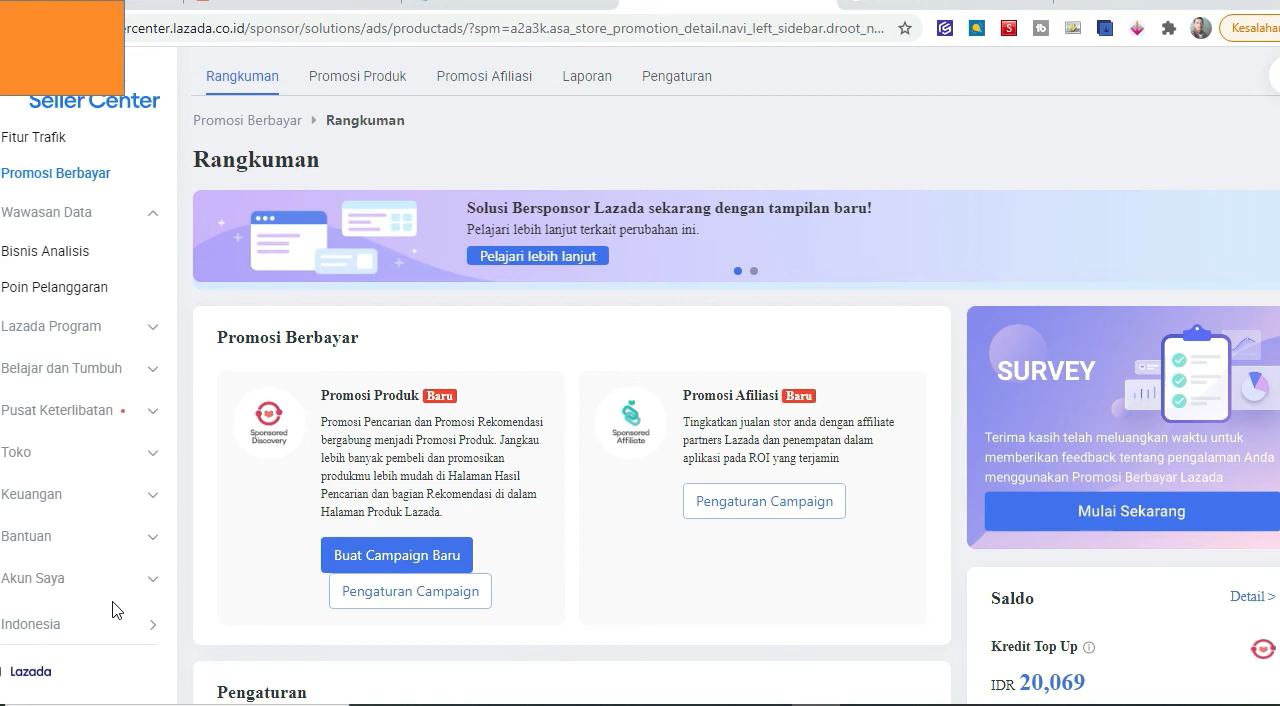 ercenter.lazada.co.id/sponsor/solutions/ads/productads/?spm=a2a3k.asa_store_promotion_detail.navi_left_sidebar.droot_n...
Kesalaha
Seller Center
Fitur Trafik
Promosi Berbayar
Wawasan Data
Bisnis Analisis
Poin Pelanggaran
Lazada Program
Belajar dan Tumbuh
Pusat Keterlibatan
Toko
Keuangan
Bantuan
Akun Saya
Indonesia
Lazada
Rangkuman Promosi Produk Promosi Afiliasi Laporan Pengaturan
Promosi Berbayar Rangkuman
Rangkuman
Solusi Bersponsor Lazada sekarang dengan tampilan baru!
Pelajari lebih lanjut terkait perubahan ini.
Pelajari lebih lanjut
Promosi Berbayar
Sponsored
Discovery
Promosi Produk Baru
Promosi Pencarian dan Promosi Rekomendasi
bergabung menjadi Promosi Produk. Jangkau
lebih banyak pembeli dan promosikan
produkmu lebih mudah di Halaman Hasil
Pencarian dan bagian Rekomendasi di dalam
Halaman Produk Lazada.
Buat Campaign Baru
Pengaturan Campaign
Sponsored
Affiliate
Promosi Afiliasi Baru
Tingkatkan jualan stor anda dengan affiliate
partners Lazada dan penempatan dalam
aplikasi pada ROI yang terjamin
Pengaturan Campaign
Pengaturan
SURVEY
Terima kasih telah meluangkan waktu untuk
memberikan feedback tentang pengalaman Anda
menggunakan Promosi Berbayar Lazada
Mulai Sekarang
Saldo
Detail >
Kredit Top Up
IDR 20,069